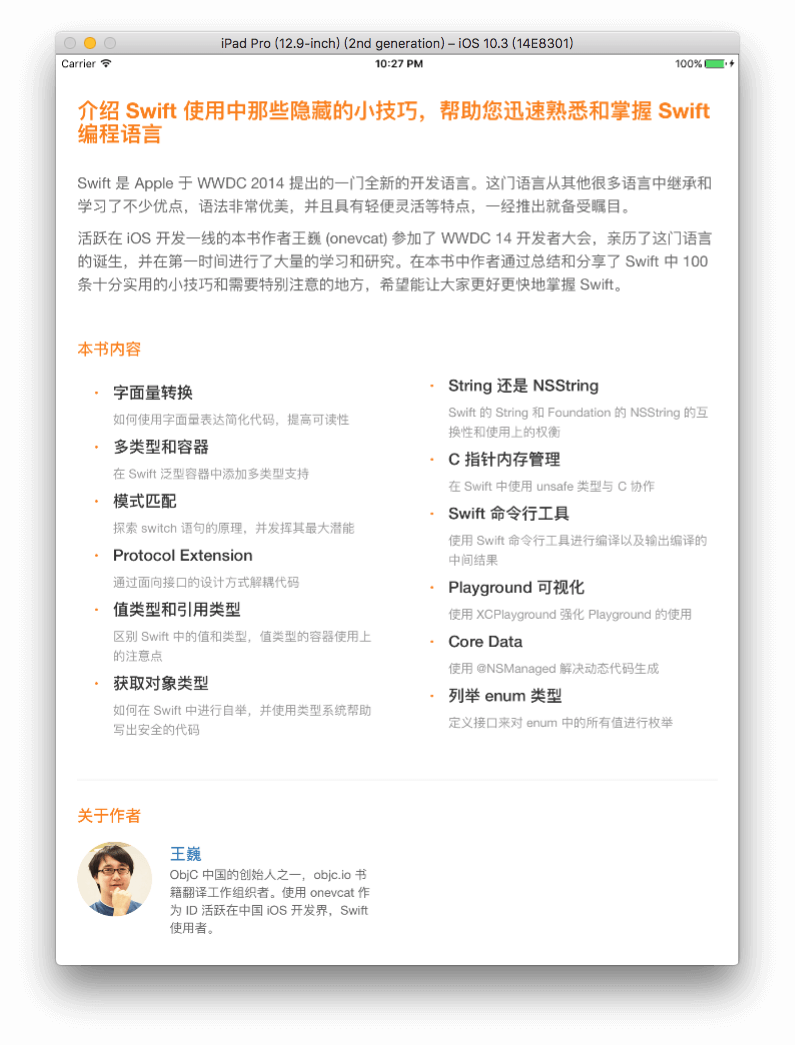 iPad Pro (12.9-inch) (2nd generation) – iOS 10.3 (14E8301)
Carrier
10:27 PM
100%
介绍 Swift 使用中那些隐藏的小技巧，帮助您迅速熟悉和掌握 Swift
编程语言
Swift 是 Apple 于 WWDC 2014 提出的一门全新的开发语言。这门语言从其他很多语言中继承和
学习了不少优点，语法非常优美，并且具有轻便灵活等特点，一经推出就备受瞩目。
活跃在 iOS 开发一线的本书作者王巍 (onevcat) 参加了 WWDC 14 开发者大会，亲历了这门语言
的诞生，并在第一时间进行了大量的学习和研究。在本书中作者通过总结和分享了 Swift 中 100
条十分实用的小技巧和需要特别注意的地方，希望能让大家更好更快地掌握 Swift。
本书内容
· 字面量转换
如何使用字面量表达简化代码，提高可读性
· 多类型和容器
在 Swift 泛型容器中添加多类型支持
· 模式匹配
探索 switch 语句的原理，并发挥其最大潜能
· Protocol Extension
通过面向接口的设计方式解耦代码
· 值类型和引用类型
区别 Swift 中的值和类型，值类型的容器使用上
的注意点
· 获取对象类型
如何在 Swift 中进行自举，并使用类型系统帮助
写出安全的代码
· String 还是 NSString
Swift 的 String 和 Foundation 的 NSString 的互
换性和使用上的权衡
· C 指针内存管理
在 Swift 中使用 unsafe 类型与 C 协作
· Swift 命令行工具
使用 Swift 命令行工具进行编译以及输出编译的
中间结果
· Playground 可视化
使用 XCPlayground 强化 Playground 的使用
· Core Data
使用 @NSManaged 解决动态代码生成
· 列举 enum 类型
定义接口来对 enum 中的所有值进行枚举
关于作者
王巍
ObjC 中国的创始人之一，objc.io 书
籍翻译工作组织者。使用 onevcat 作
为 ID 活跃在中国 iOS 开发界，Swift
使用者。